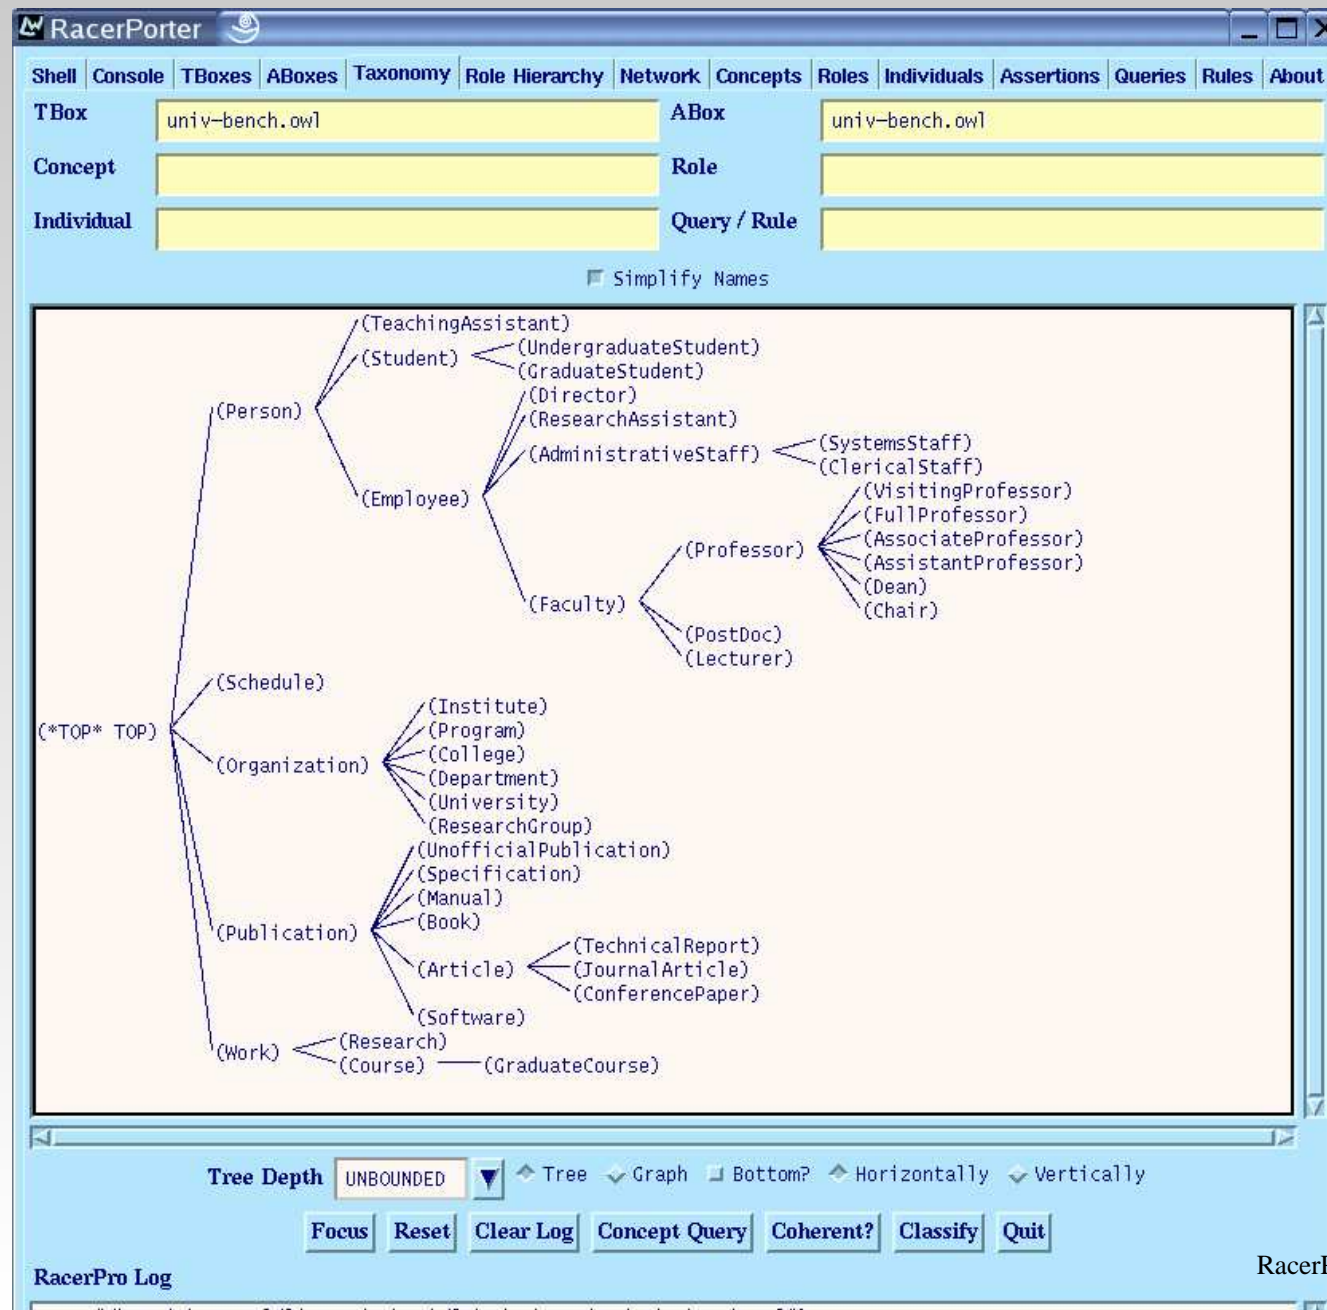 RacerPorter
Shell Console TBoxes ABoxes Taxonomy Role Hierarchy Network Concepts Roles Individuals Assertions Queries Rules About
TBox univ-bench.owl ABox univ-bench.owl
Concept Role
Individual Query / Rule
Simplify Names
(TeachingAssistant)
(UndergraduateStudent)
(Student)
(GraduateStudent)
(Director)
(Person)
(ResearchAssistant)
(SystemsStaff)
(AdministrativeStaff)
(ClericalStaff)
(VisitingProfessor)
(Employee)
(FullProfessor)
(AssociateProfessor)
(Professor)
(AssistantProfessor)
(Dean)
(Faculty)
(Chair)
(PostDoc)
(Lecturer)
(Schedule)
(Institute)
(*TOP* TOP)
(Program)
(College)
(Organization)
(Department)
(University)
(ResearchGroup)
(UnofficialPublication)
(Specification)
(Manual)
(Book)
(Publication)
(TechnicalReport)
(Article)
(JournalArticle)
(ConferencePaper)
(Software)
(Research)
(Work)
(Course) (GraduateCourse)
Tree Depth UNBOUNDED Tree Graph Bottom? Horizontally Vertically
Focus Reset Clear Log Concept Query Coherent? Classify Quit
RacerPro Log